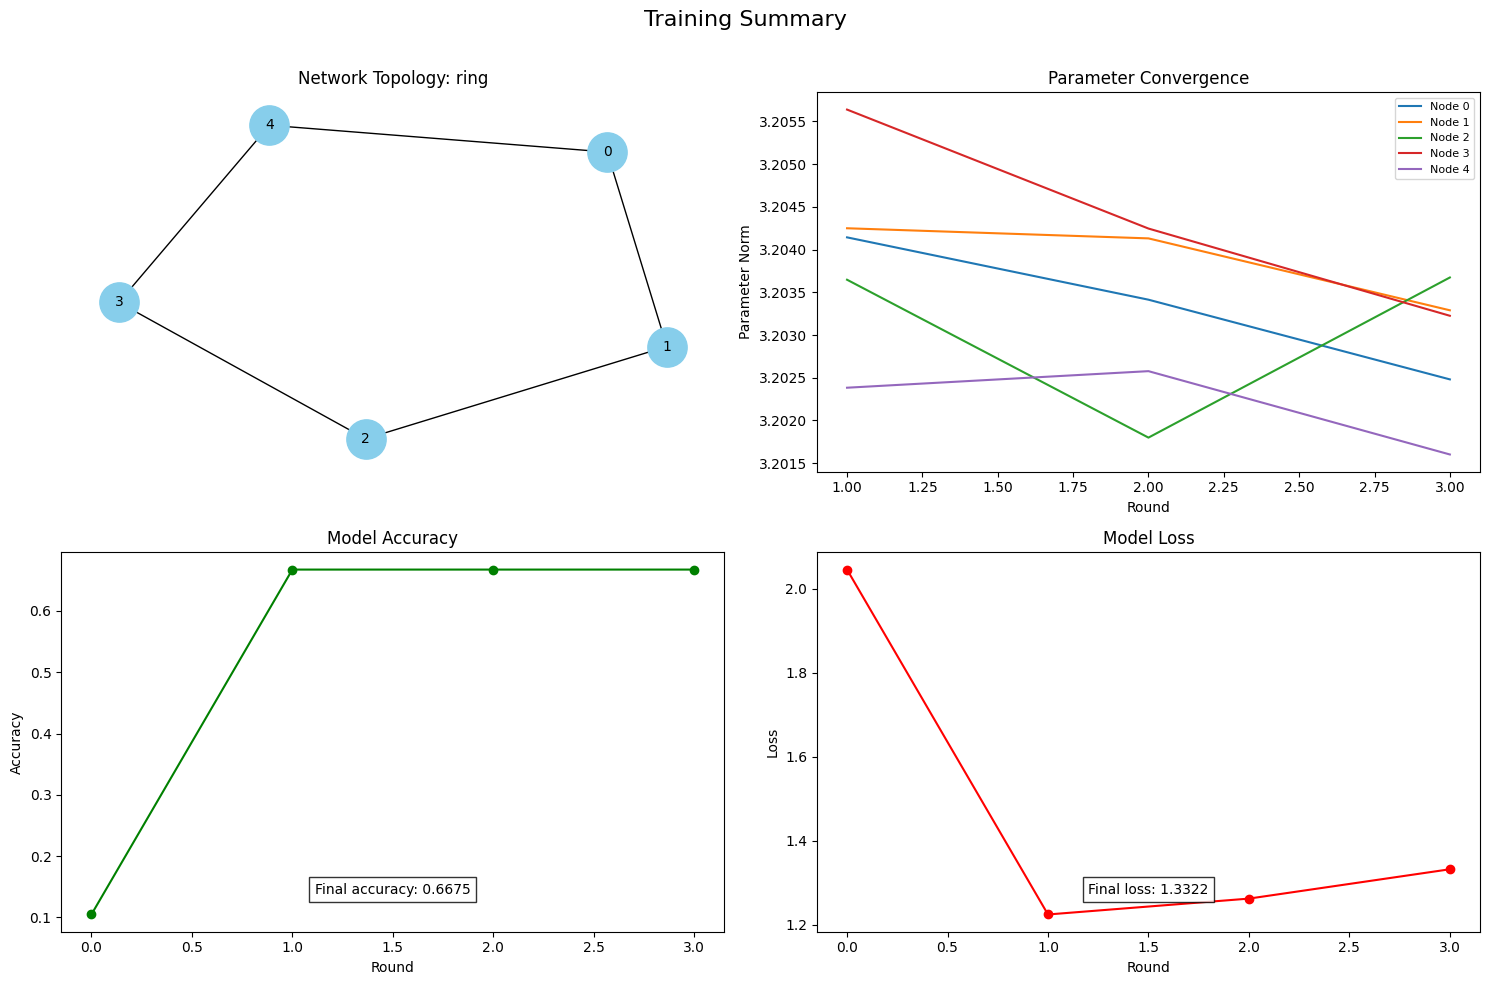 Training Summary
Network Topology: ring
4
0
3
1
2
Parameter Convergence
Parameter Norm
3.2055
3.2050
3.2045
3.2040
3.2035
3.2030
3.2025
3.2020
3.2015
Node 0
Node 1
Node 2
Node 3
Node 4
1.00 1.25 1.50 1.75 2.00 2.25 2.50 2.75 3.00
Round
Model Accuracy
Accuracy
0.6
0.5
0.4
0.3
0.2
0.1
Final accuracy: 0.6675
0.0 0.5 1.0 1.5 2.0 2.5 3.0
Round
Model Loss
Loss
2.0
1.8
1.6
1.4
1.2
Final loss: 1.3322
0.0 0.5 1.0 1.5 2.0 2.5 3.0
Round